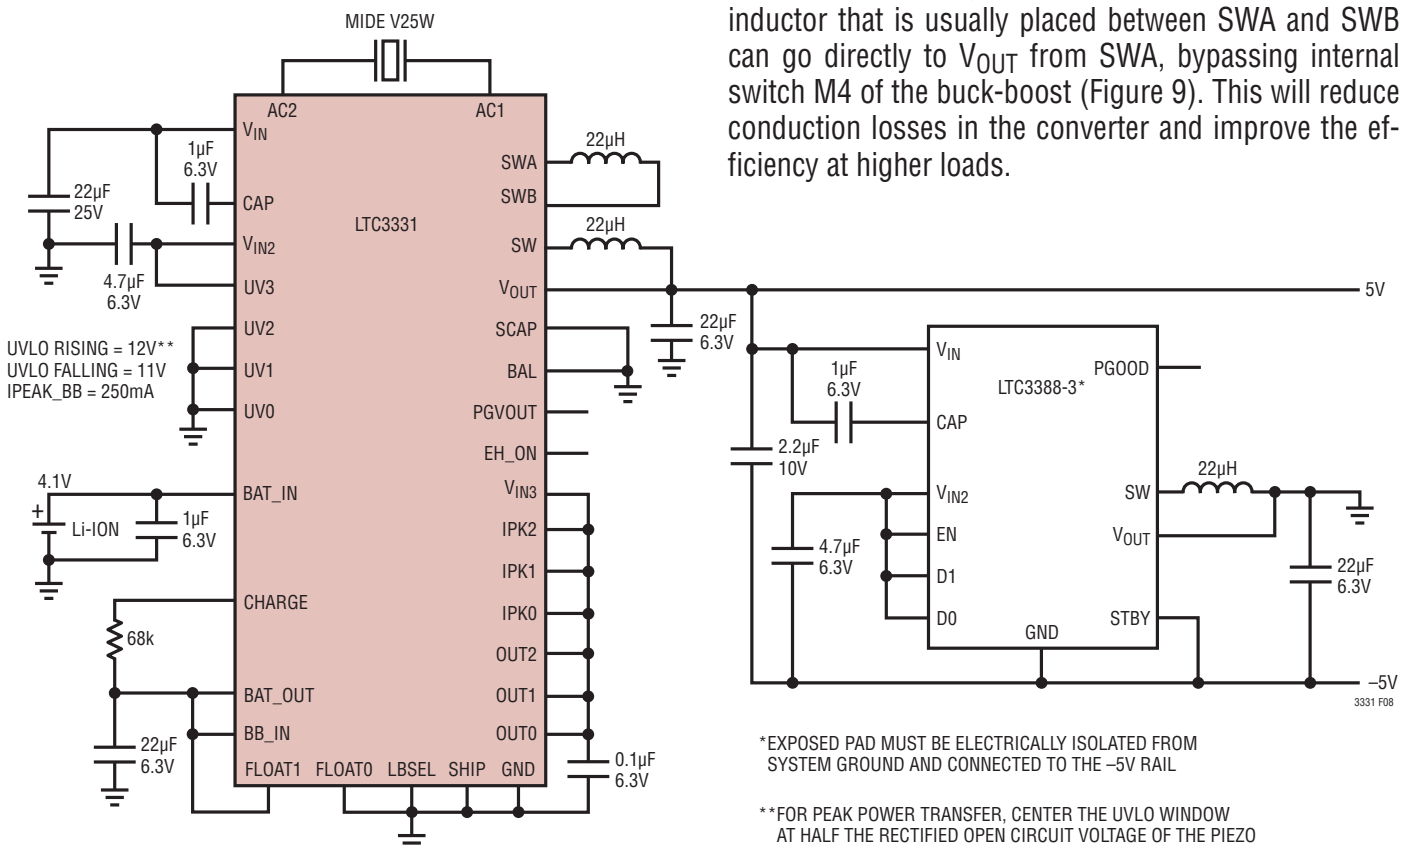 inductor that is usually placed between SWA and SWB
can go directly to VOUT from SWA, bypassing internal
switch M4 of the buck-boost (Figure 9). This will reduce
conduction losses in the converter and improve the ef-
ficiency at higher loads.
MIDE V25W
AC2
AC1
VIN
1µF
6.3V
22µF
25V
CAP
VIN2
4.7µF
6.3V
UV3
UV2
UVLO RISING = 12V**
UVLO FALLING = 11V
IPEAK_BB = 250mA
UV1
UV0
4.1V
BAT_IN
+
Li-ION
1µF
6.3V
CHARGE
68k
BAT_OUT
BB_IN
22µF
6.3V
FLOAT1
FLOAT0
LBSEL
SHIP
GND
LTC3331
SWA
22µH
SWB
SW
22µH
VOUT
SCAP
22µF
6.3V
BAL
PGVOUT
EH_ON
VIN3
IPK2
IPK1
IPK0
OUT2
OUT1
OUT0
0.1µF
6.3V
5V
VIN
PGOOD
LTC3388-3*
1µF
6.3V
CAP
2.2µF
10V
VIN2
EN
D1
D0
4.7µF
6.3V
GND
SW
22µH
VOUT
STBY
22µF
6.3V
–5V
3331 F08
*EXPOSED PAD MUST BE ELECTRICALLY ISOLATED FROM
SYSTEM GROUND AND CONNECTED TO THE –5V RAIL
**FOR PEAK POWER TRANSFER, CENTER THE UVLO WINDOW
AT HALF THE RECTIFIED OPEN CIRCUIT VOLTAGE OF THE PIEZO